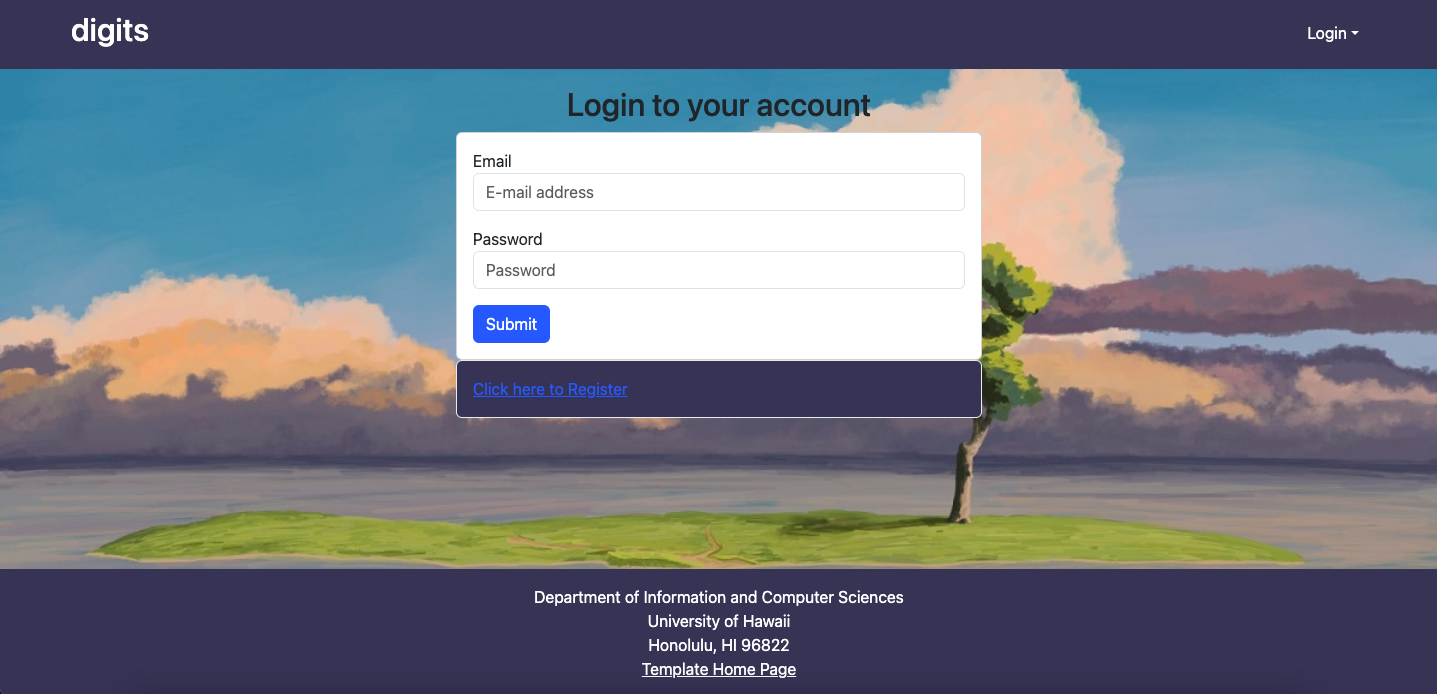 digits
Login
Login to your account
Email
E-mail address
Password
Password
Submit
Click here to Register
Department of Information and Computer Sciences
University of Hawaii
Honolulu, HI 96822
Template Home Page